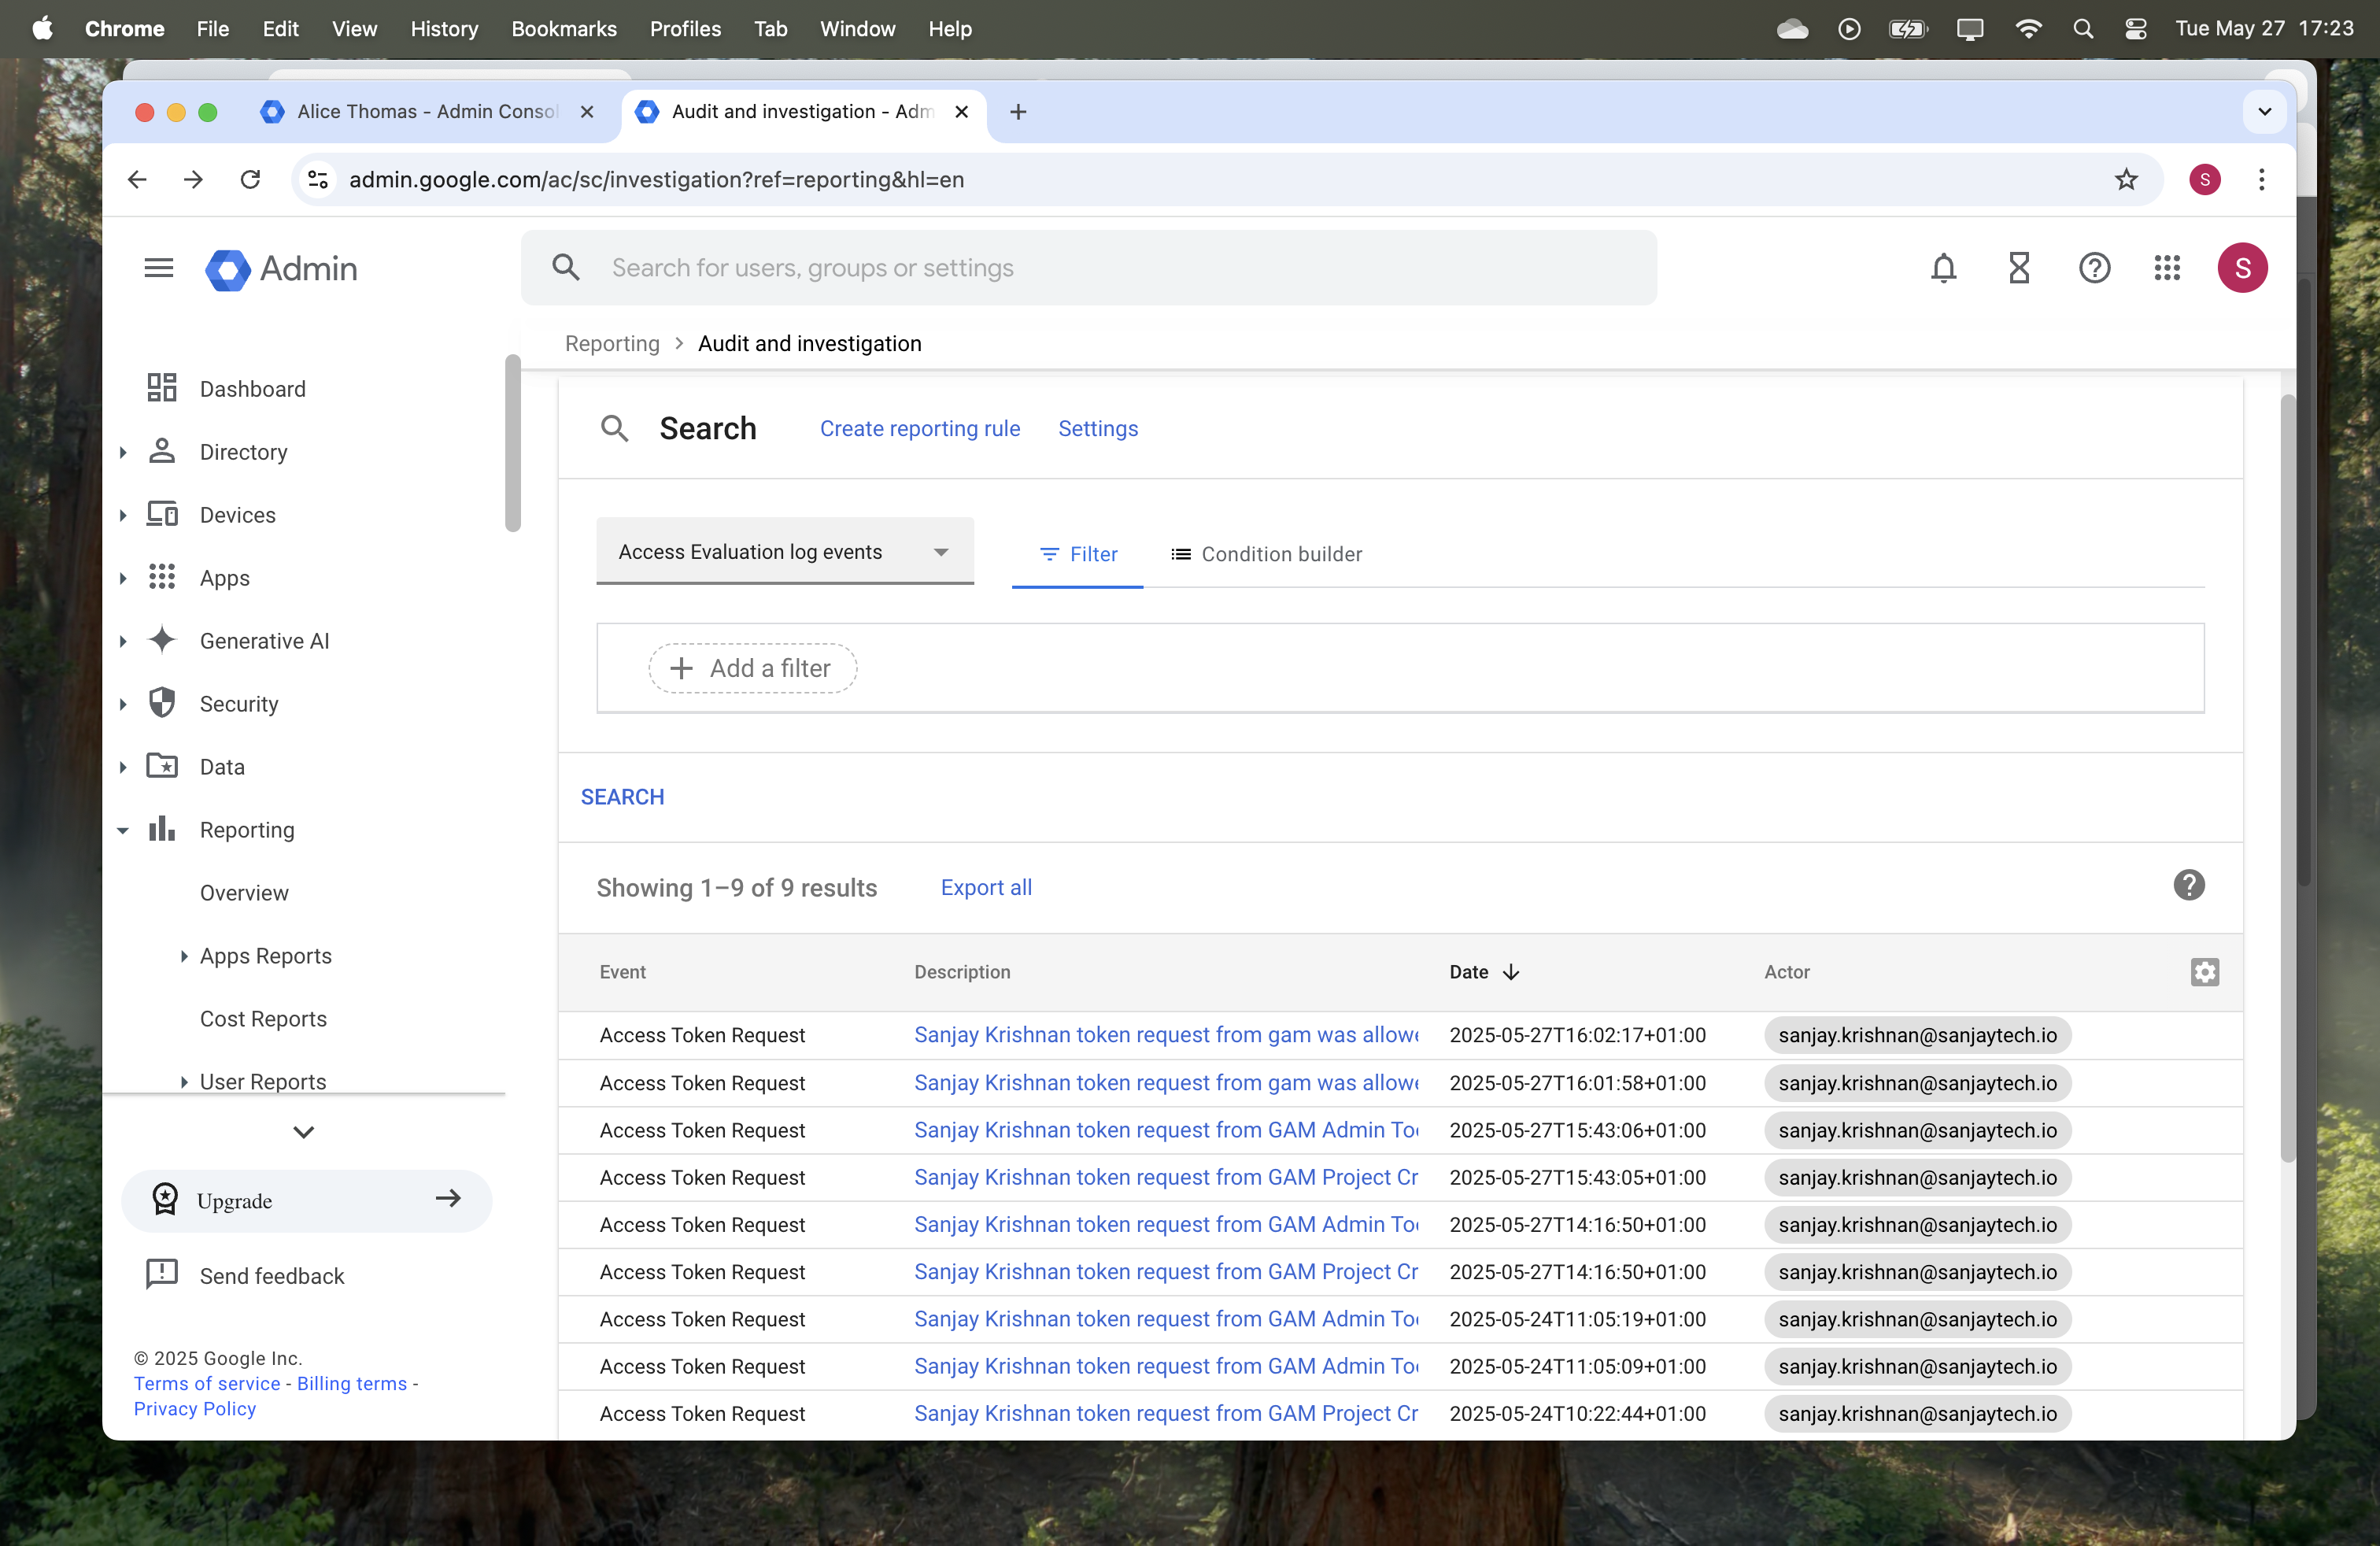 Chrome File Edit View History Bookmarks Profiles Tab Window Help Tue May 27 17:23
Alice Thomas - Admin Consol
Audit and investigation - Adm
admin.google.com/ac/sc/investigation?ref=reporting&hl=en
S
Admin
Search for users, groups or settings
S
Reporting > Audit and investigation
Dashboard
Directory
Devices
Apps
Generative AI
Security
Data
Reporting
Overview
Apps Reports
Cost Reports
User Reports
Upgrade
Send feedback
© 2025 Google Inc.
Terms of service - Billing terms -
Privacy Policy
Search Create reporting rule Settings
Access Evaluation log events Filter Condition builder
Add a filter
SEARCH
Showing 1–9 of 9 results Export all
Event Description Date Actor
Access Token Request Sanjay Krishnan token request from gam was allowe 2025-05-27T16:02:17+01:00 sanjay.krishnan@sanjaytech.io
Access Token Request Sanjay Krishnan token request from gam was allowe 2025-05-27T16:01:58+01:00 sanjay.krishnan@sanjaytech.io
Access Token Request Sanjay Krishnan token request from GAM Admin Too 2025-05-27T15:43:06+01:00 sanjay.krishnan@sanjaytech.io
Access Token Request Sanjay Krishnan token request from GAM Project Cr 2025-05-27T15:43:05+01:00 sanjay.krishnan@sanjaytech.io
Access Token Request Sanjay Krishnan token request from GAM Admin Too 2025-05-27T14:16:50+01:00 sanjay.krishnan@sanjaytech.io
Access Token Request Sanjay Krishnan token request from GAM Project Cr 2025-05-27T14:16:50+01:00 sanjay.krishnan@sanjaytech.io
Access Token Request Sanjay Krishnan token request from GAM Admin Too 2025-05-24T11:05:19+01:00 sanjay.krishnan@sanjaytech.io
Access Token Request Sanjay Krishnan token request from GAM Admin Too 2025-05-24T11:05:09+01:00 sanjay.krishnan@sanjaytech.io
Access Token Request Sanjay Krishnan token request from GAM Project Cr 2025-05-24T10:22:44+01:00 sanjay.krishnan@sanjaytech.io